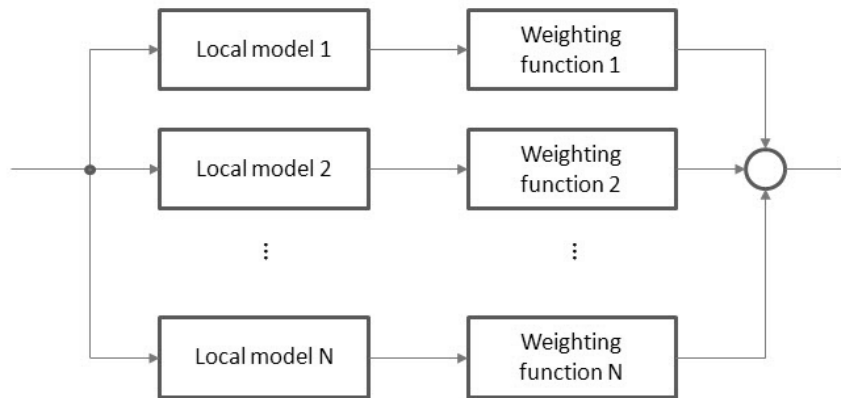 Local model 1
Weighting
function 1
Local model 2
Weighting
function 2
⋮
⋮
Local model N
Weighting
function N